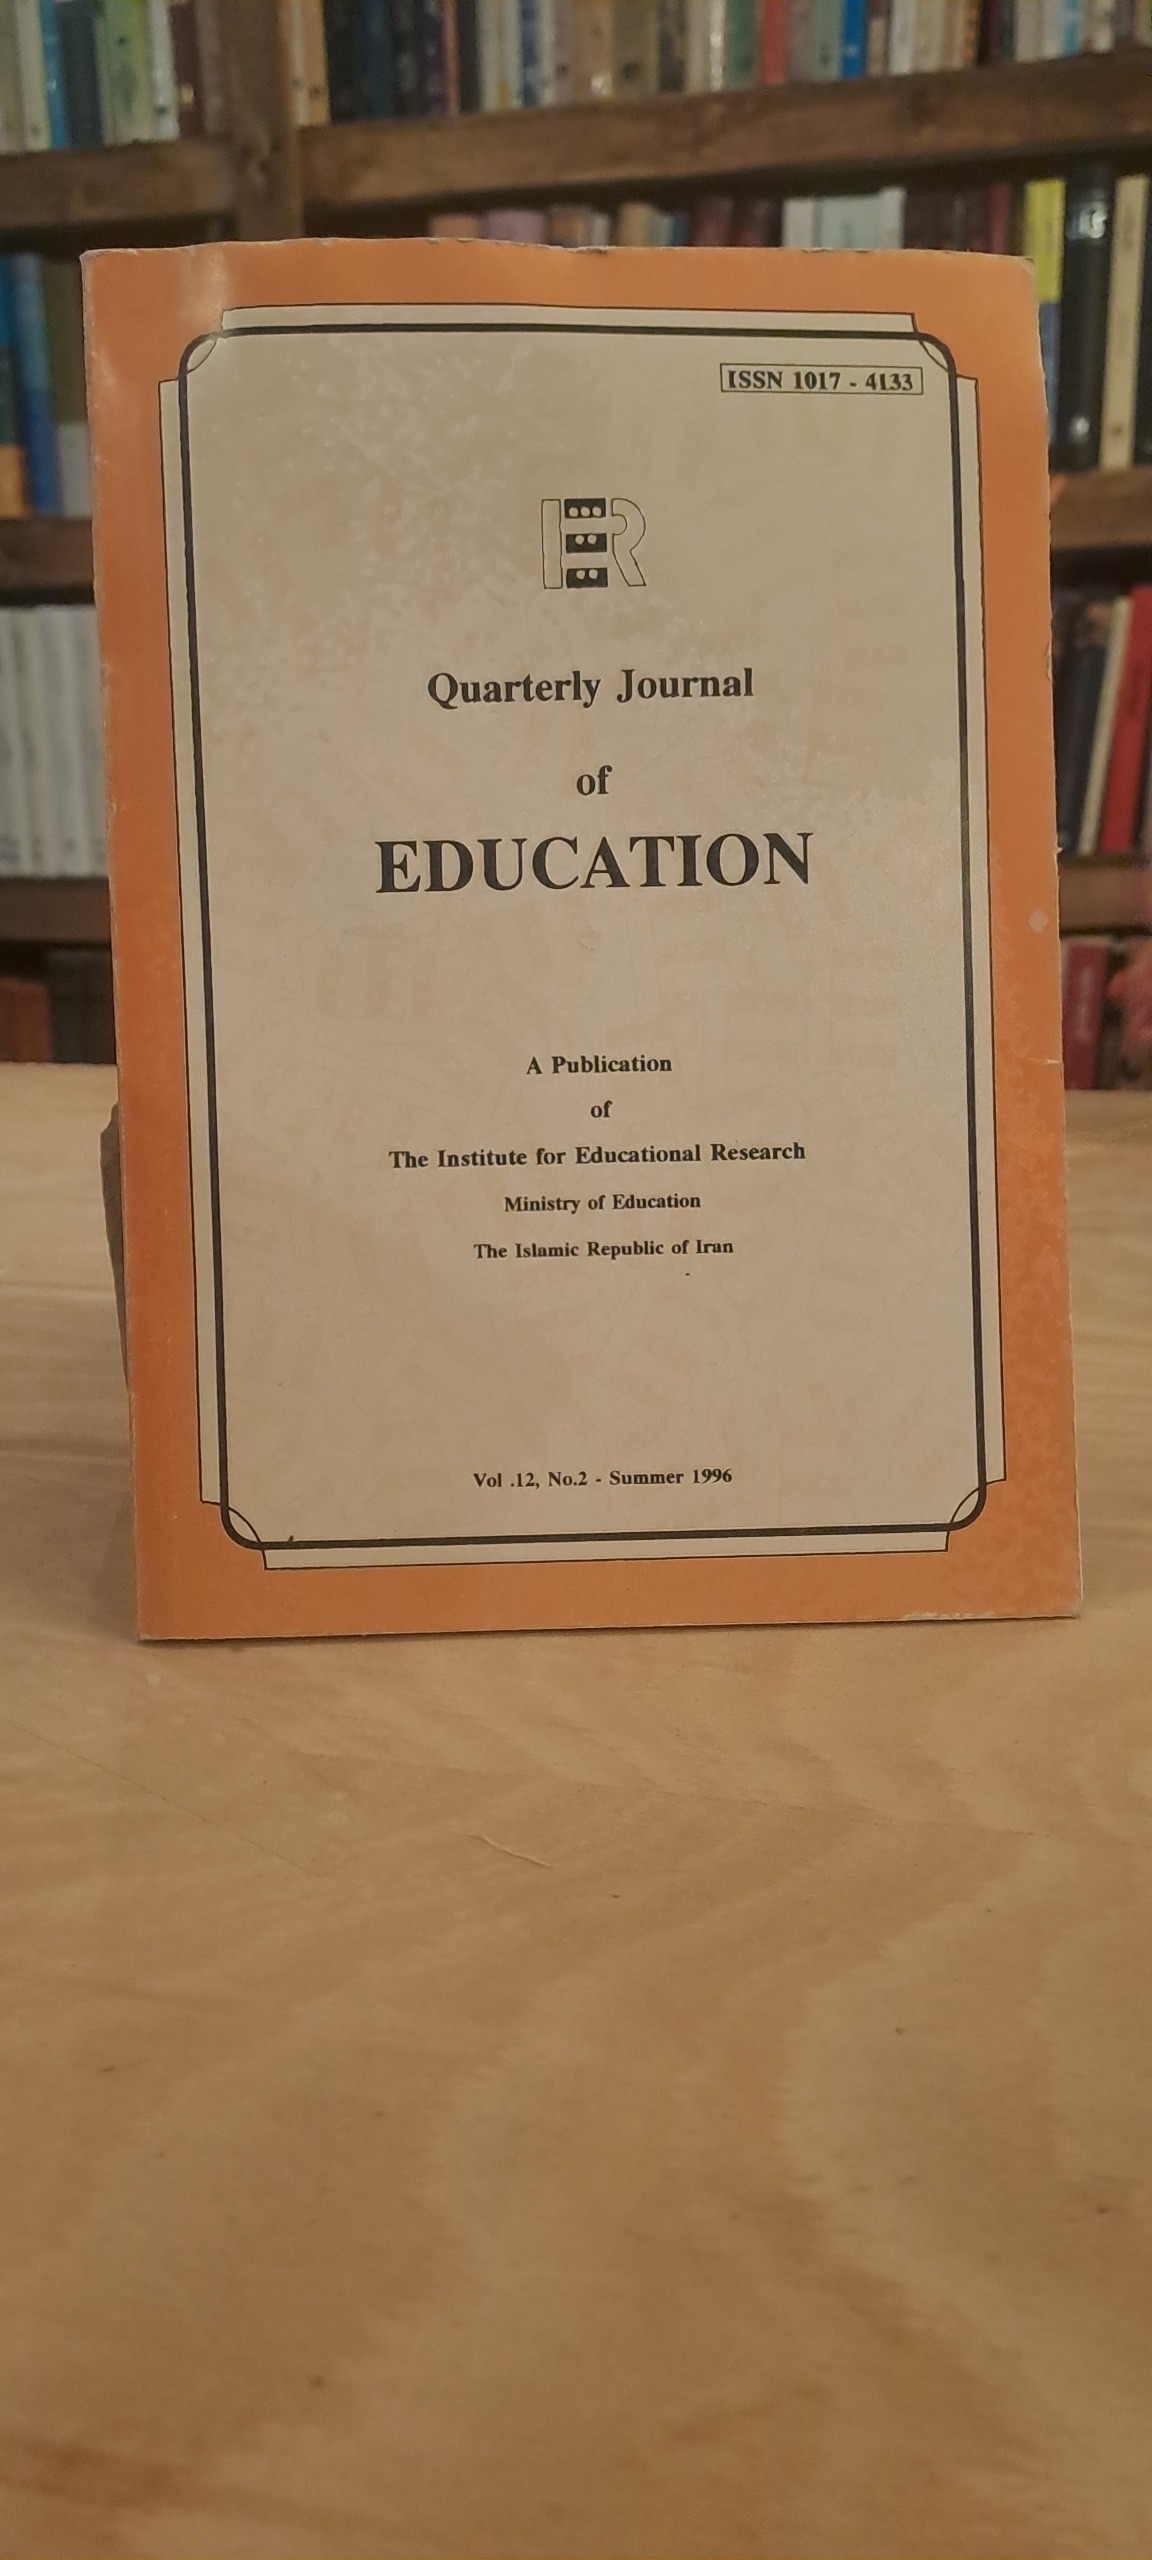 ISSN 1017 - 4133
IER
Quarterly Journal
of
EDUCATION
A Publication
of
The Institute for Educational Research
Ministry of Education
The Islamic Republic of Iran
Vol .12, No.2 - Summer 1996